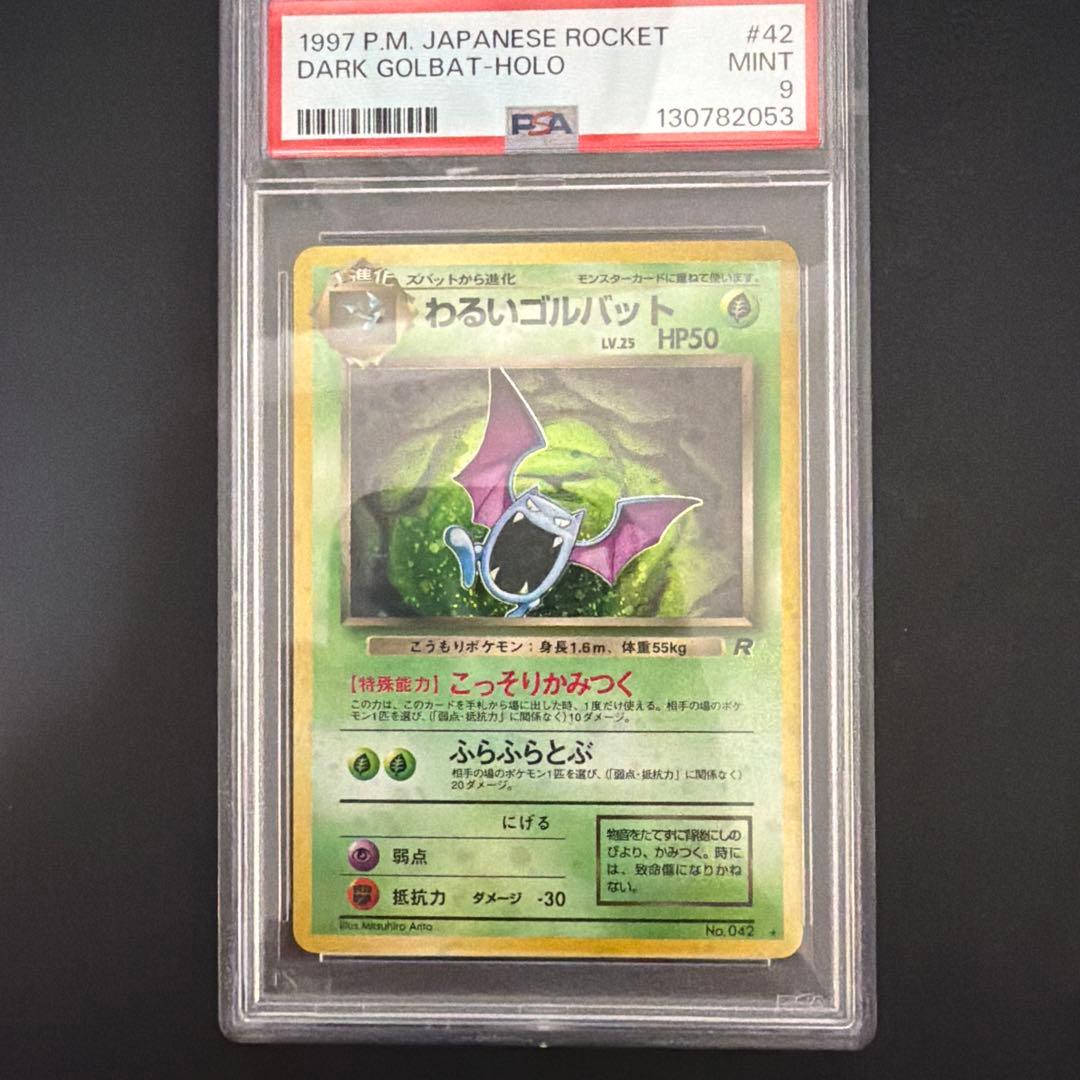 1997 P.M. JAPANESE ROCKET #42
DARK GOLBAT-HOLO MINT
9
PSA 130782053
1進化 ズバットから進化 モンスターカードに重ねて使います。
わるいゴルバット
LV.25 HP50
こうもりポケモン:身長1.6m、体重55kg R
【特殊能力】こっそりかみつく
この力は、このカードを手札から場に出した時、1度だけ使える。相手の場のポケ
モン1匹を選び、(「弱点・抵抗力」に関係なく)10ダメージ。
ふらふらとぶ
相手の場のポケモン1匹を選び、(「弱点・抵抗力」に関係なく)
20ダメージ。
にげる
弱点
抵抗力 ダメージ -30
物音をたてずに背後にしの
びより、かみつく。時に
は、致命傷になりかね
ない。
Illus. Mitsuhiro Arita No. 042 ★